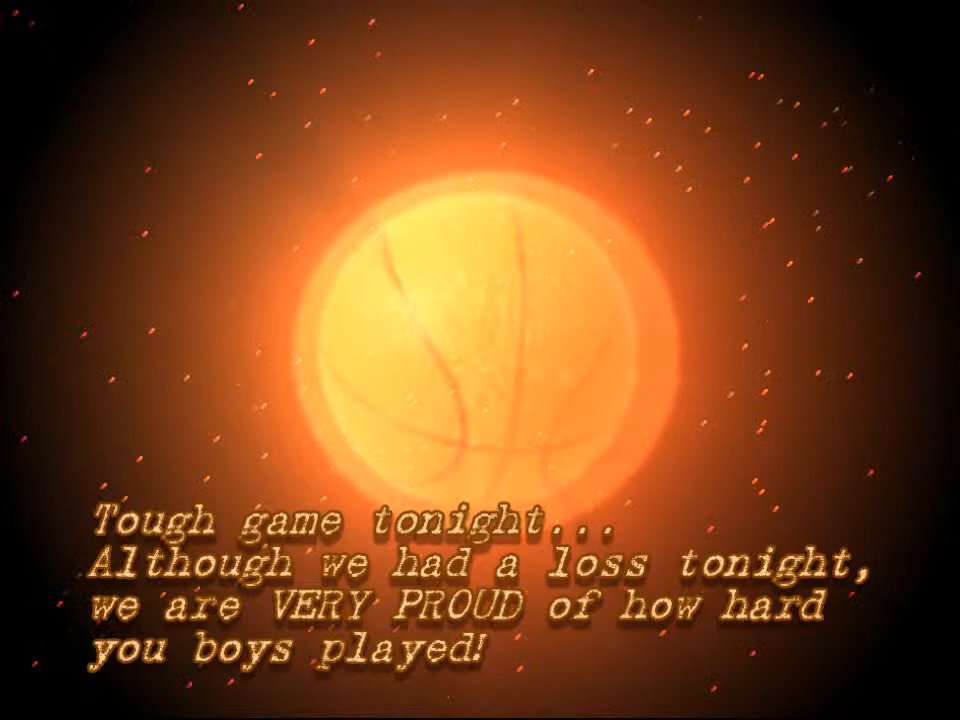 Tough game tonight...
Although we had a loss tonight,
we are VERY PROUD of how hard
you boys played!